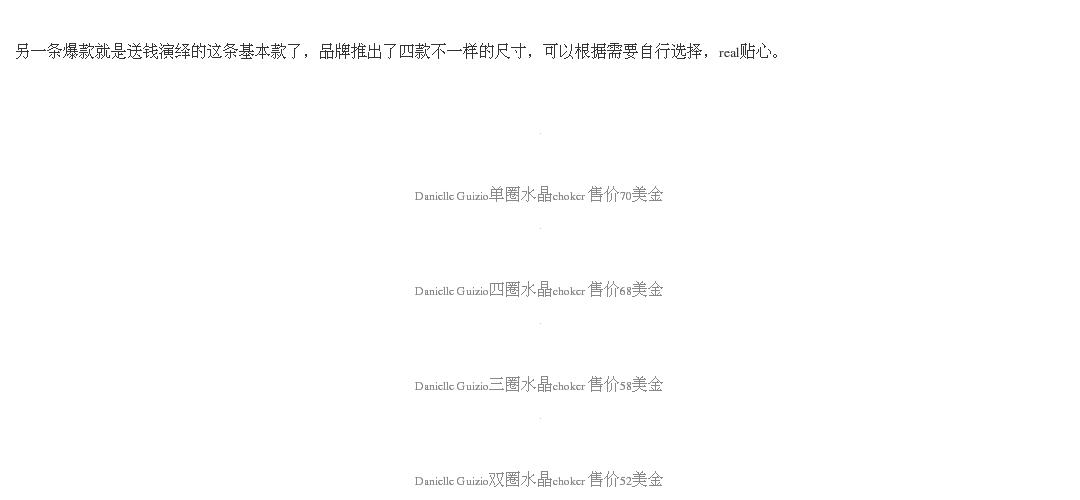 另一条爆款就是送钱演绎的这条基本款了，品牌推出了四款不一样的尺寸，可以根据需要自行选择，real贴心。
Danielle Guizio单圈水晶choker 售价70美金
Danielle Guizio四圈水晶choker 售价68美金
Danielle Guizio三圈水晶choker 售价58美金
Danielle Guizio双圈水晶choker 售价52美金